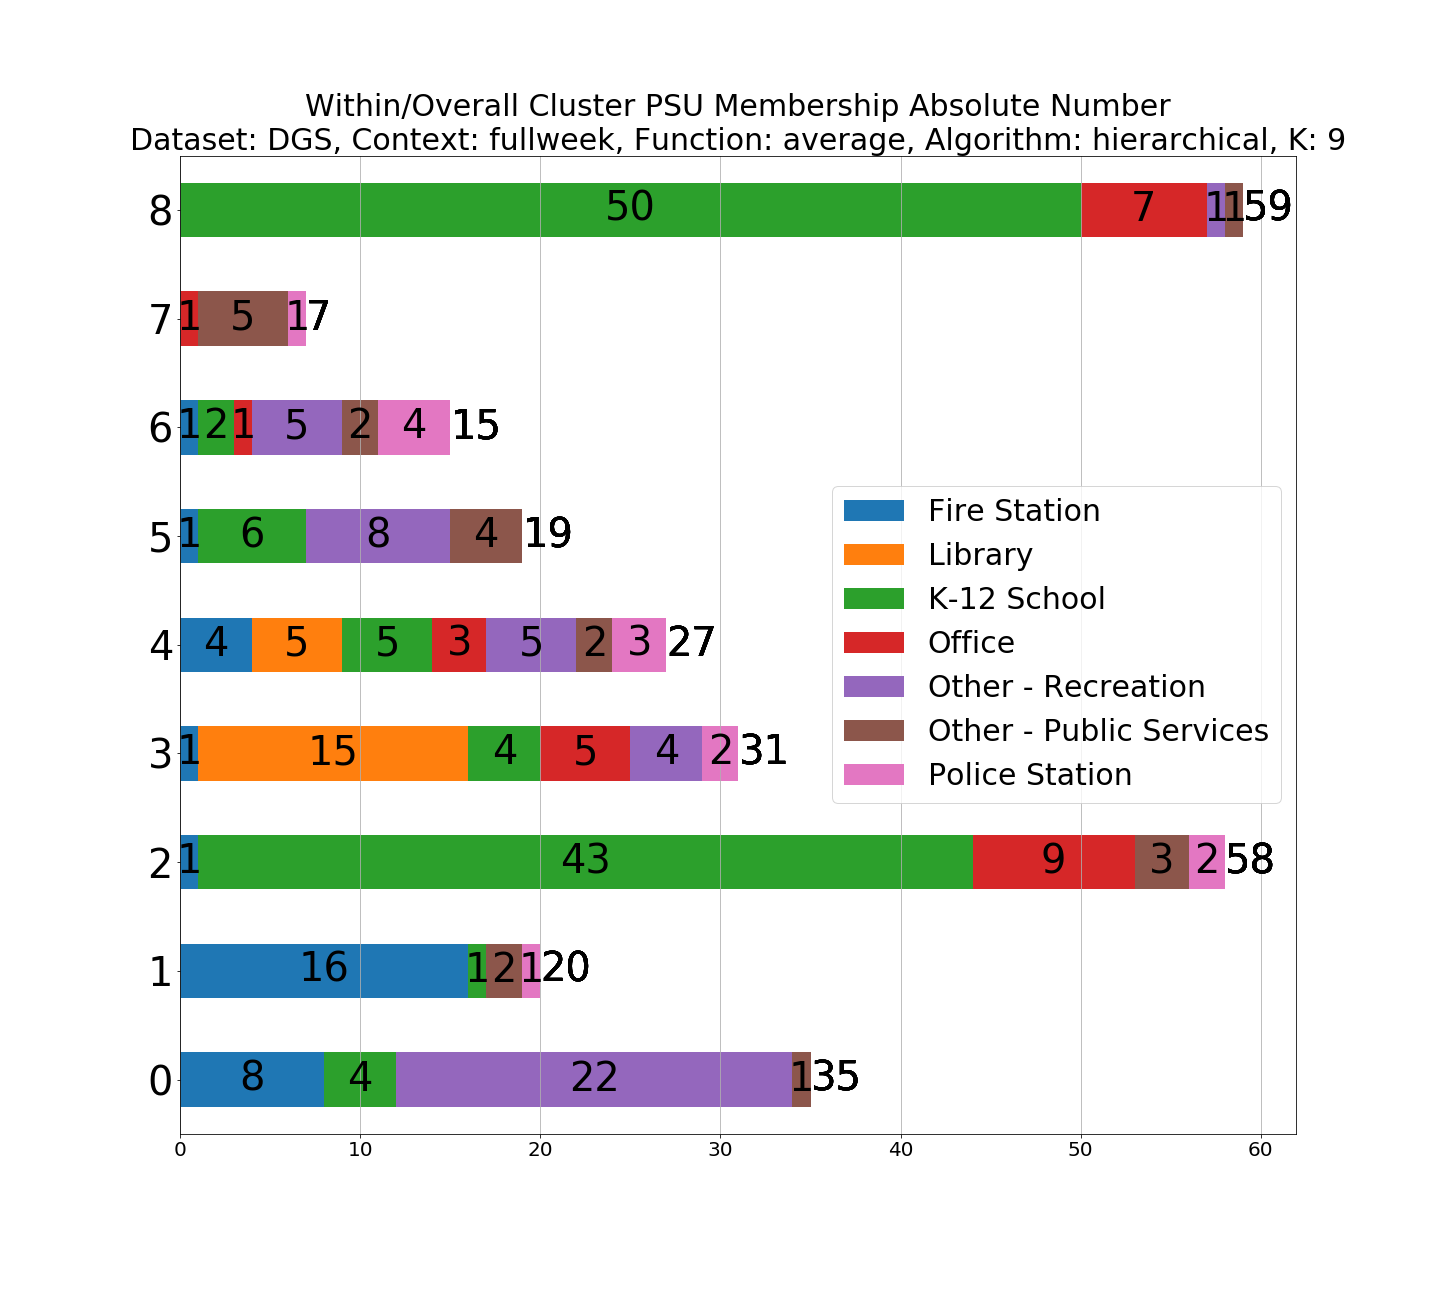 Within/Overall Cluster PSU Membership Absolute Number
Dataset: DGS, Context: fullweek, Function: average, Algorithm: hierarchical, K: 9
8 50 7 1 1 59
7 1 5 1 7
6 1 2 1 5 2 4 15
5 1 6 8 4 19
4 4 5 5 3 5 2 3 27
3 1 15 4 5 4 2 31
2 1 43 9 3 2 58
1 16 1 2 1 20
0 8 4 22 1 35
0 10 20 30 40 50 60
Fire Station
Library
K-12 School
Office
Other - Recreation
Other - Public Services
Police Station